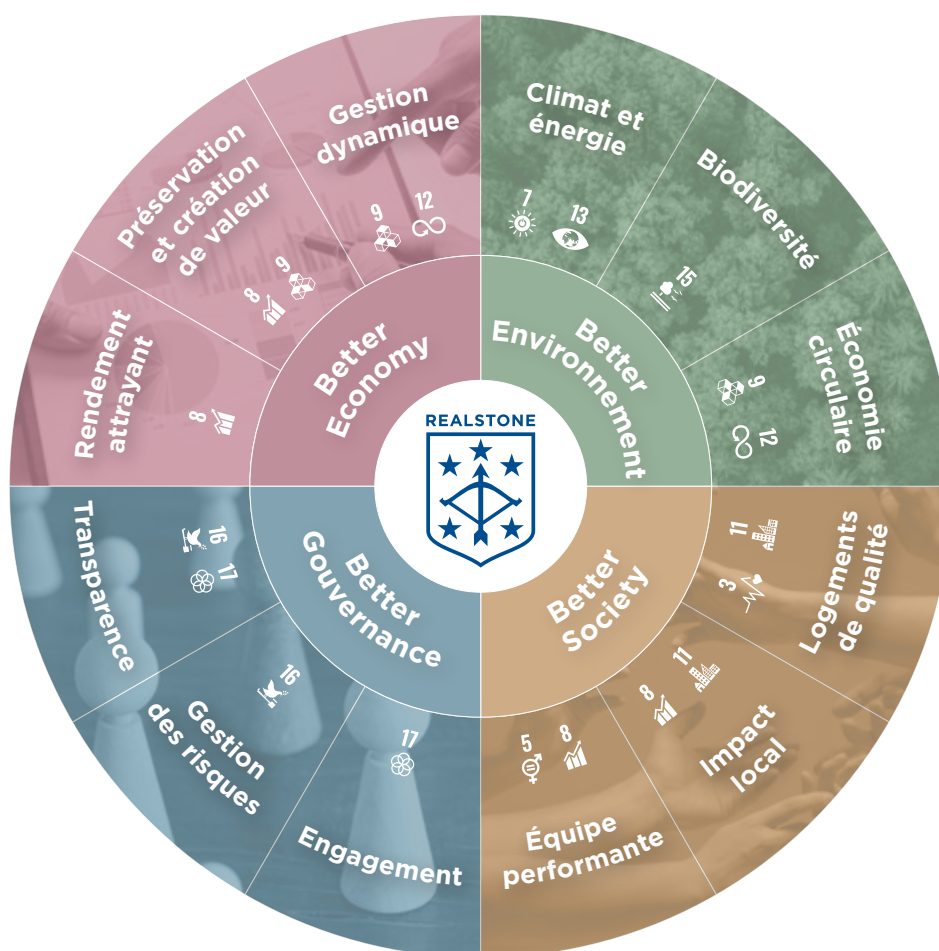 REALSTONE
Better
Environnement
Climat et
énergie
7
13
Biodiversité
15
Économie
circulaire
9
12
Better
Society
Logements
de qualité
11
3
Impact
local
11
8
Équipe
performante
5
8
Better
Gouvernance
Engagement
17
Gestion
des risques
16
Transparence
16
17
Better
Economy
Rendement
attrayant
8
Préservation
et création
de valeur
8
9
Gestion
dynamique
9
12